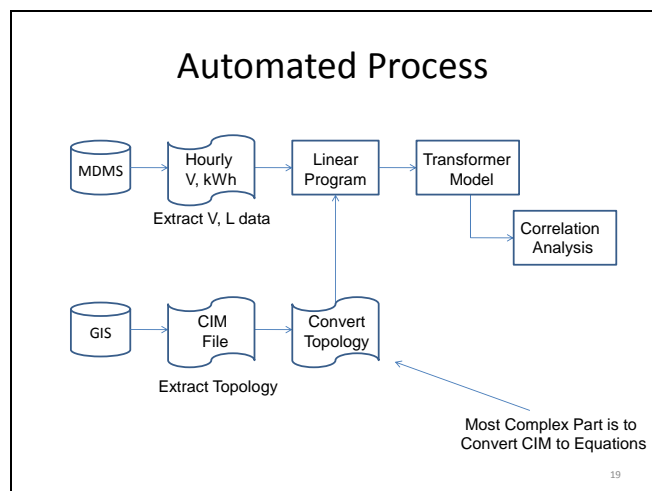 Automated Process
MDMS
Hourly
V, kWh
Linear
Program
Transformer
Model
Extract V, L data
Correlation
Analysis
GIS
CIM
File
Convert
Topology
Extract Topology
Most Complex Part is to
Convert CIM to Equations
19